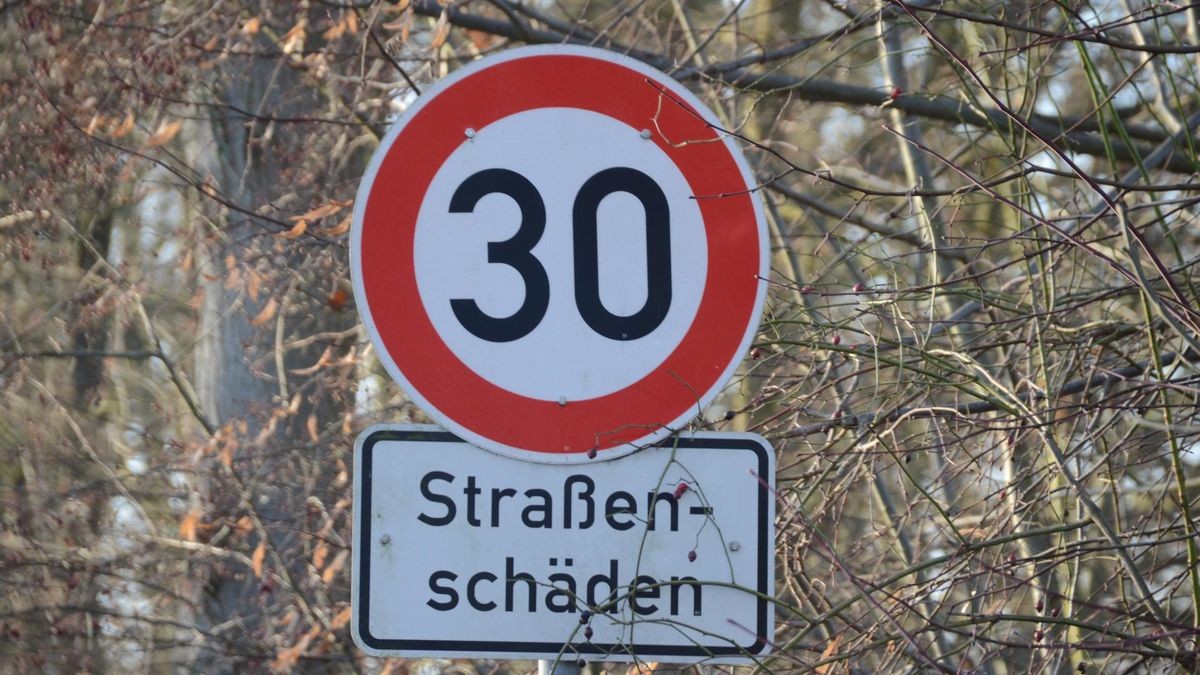 30
Straßen-
schäden